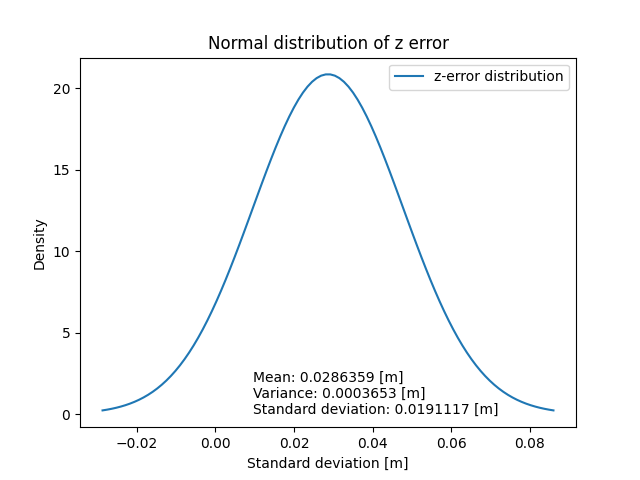 Normal distribution of z error
z-error distribution
20
15
10
5
0
Density
Mean: 0.0286359 [m]
Variance: 0.0003653 [m]
Standard deviation: 0.0191117 [m]
−0.02 0.00 0.02 0.04 0.06 0.08
Standard deviation [m]